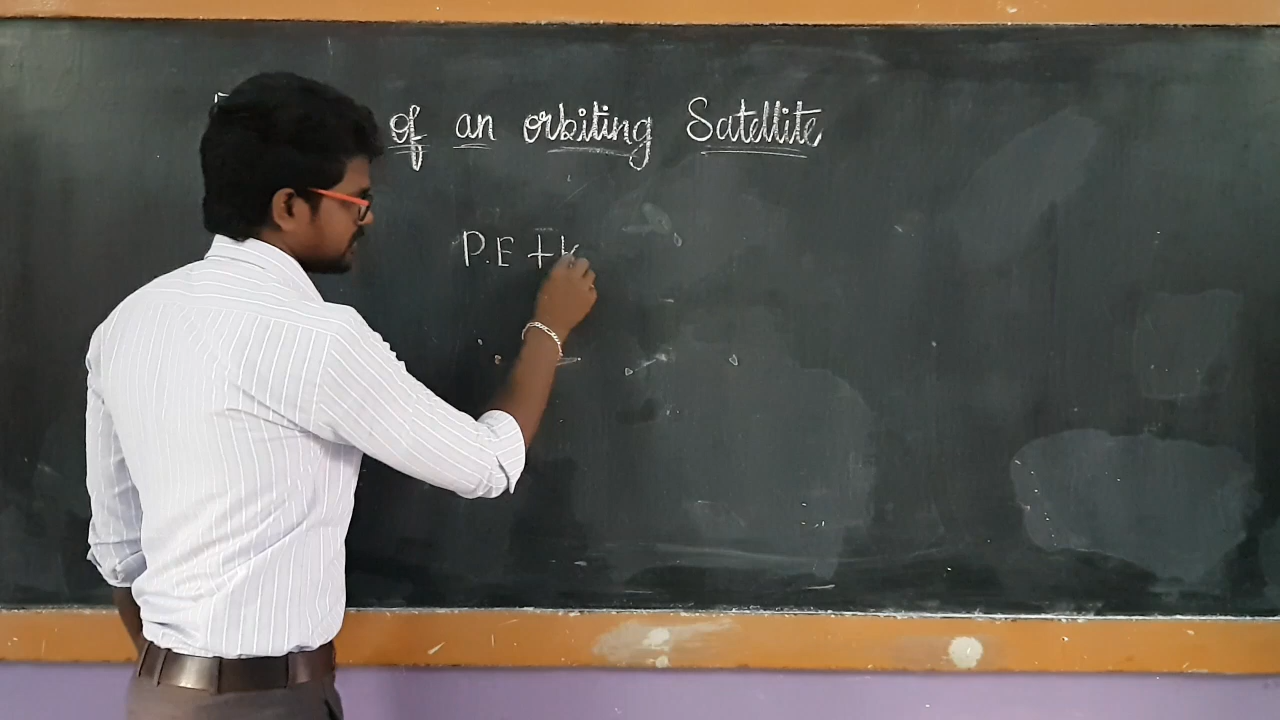 of an orbiting Satellite
P.E + K